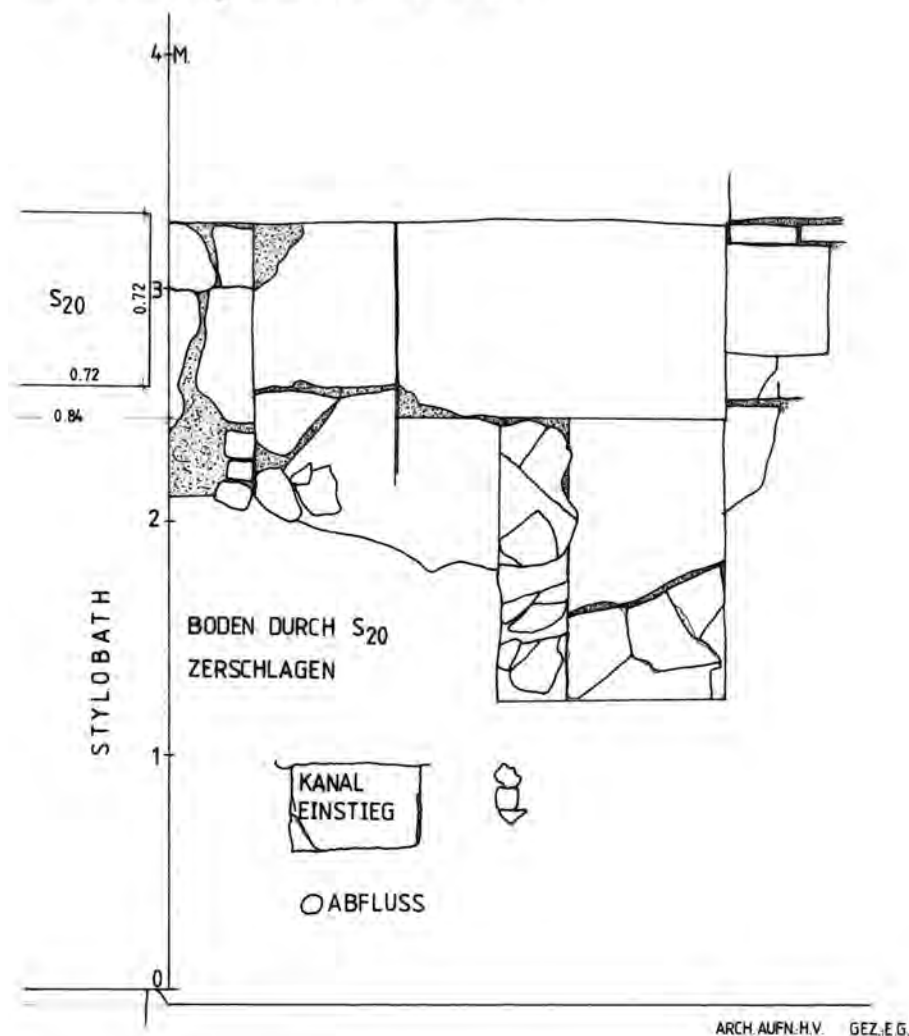 4 M.
S20
3
0.72
0.72
0.84
2
BODEN DURCH S20
ZERSCHLAGEN
STYLOBATH
1
KANAL
EINSTIEG
ABFLUSS
0
ARCH. AUFN.: H.V. GEZ.: E.G.